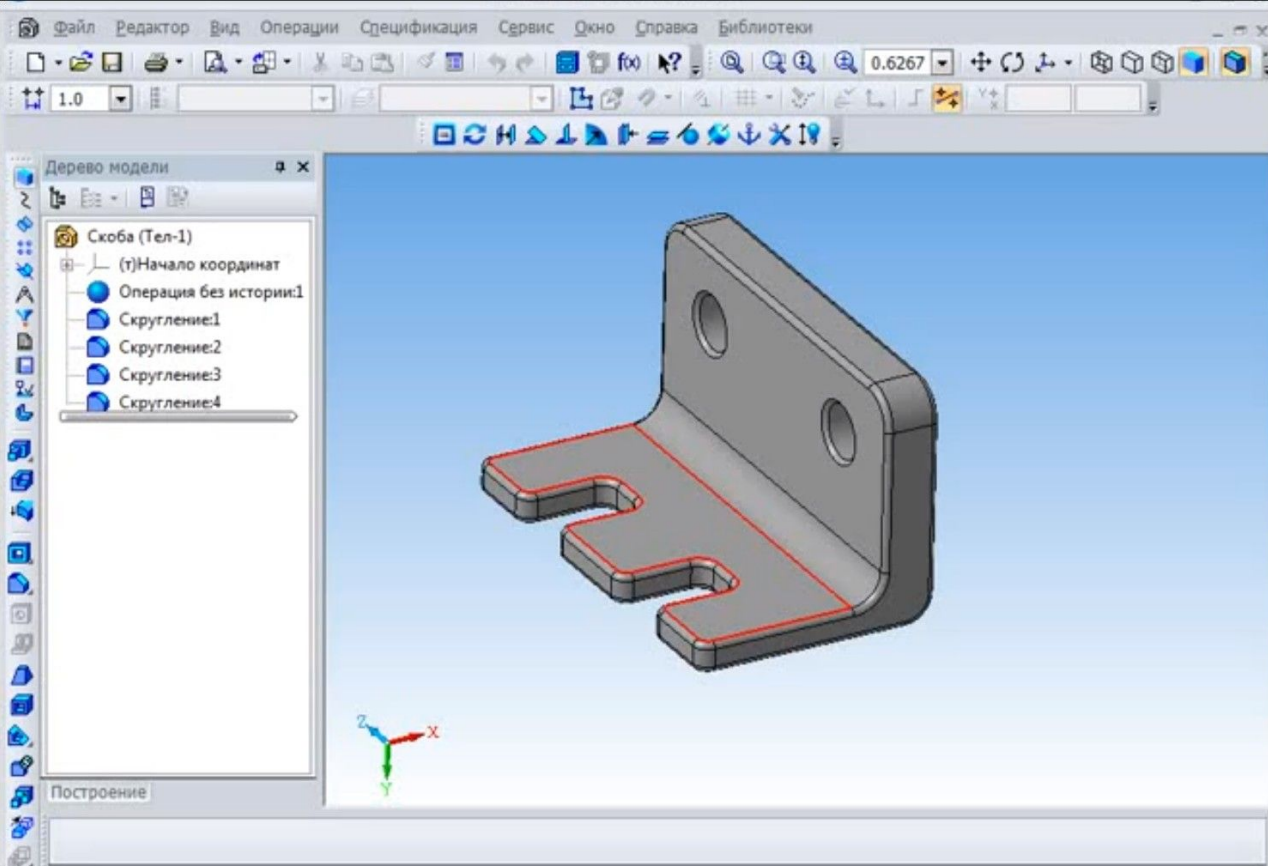 Файл Редактор Вид Операции Спецификация Сервис Окно Справка Библиотеки
f(x) ? 0.6267
1.0
Дерево модели
Скоба (Тел-1)
(т)Начало координат
Операция без истории:1
Скругление:1
Скругление:2
Скругление:3
Скругление:4
Z
X
Y
Построение